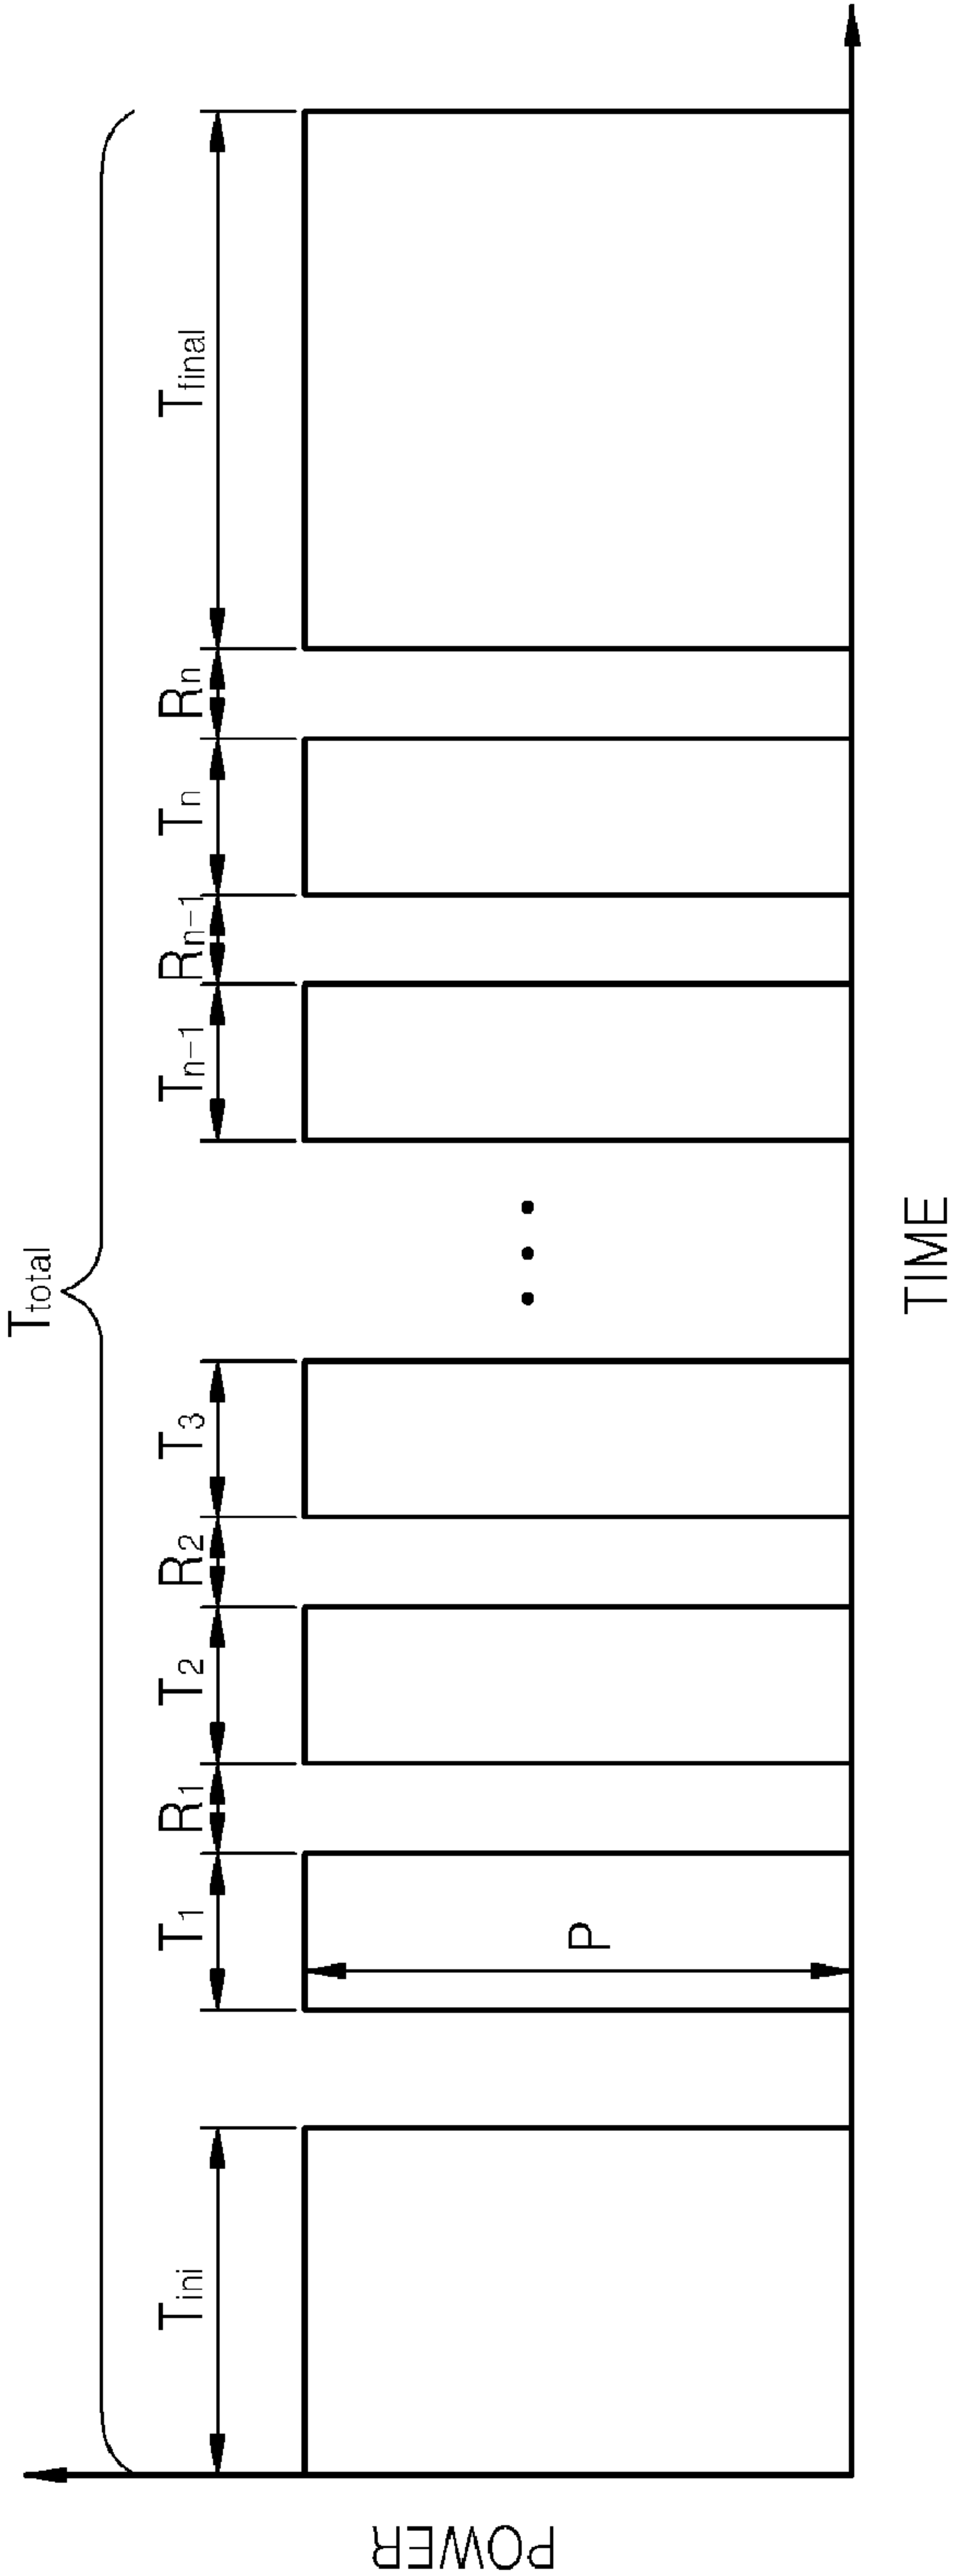 T_total
T_ini
T_1
R_1
T_2
R_2
T_3
T_n-1
R_n-1
T_n
R_n
T_final
P
POWER
TIME